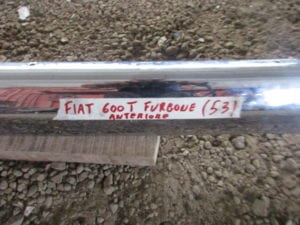 FIAT 600T FURGONE (53)
ANTERIORE